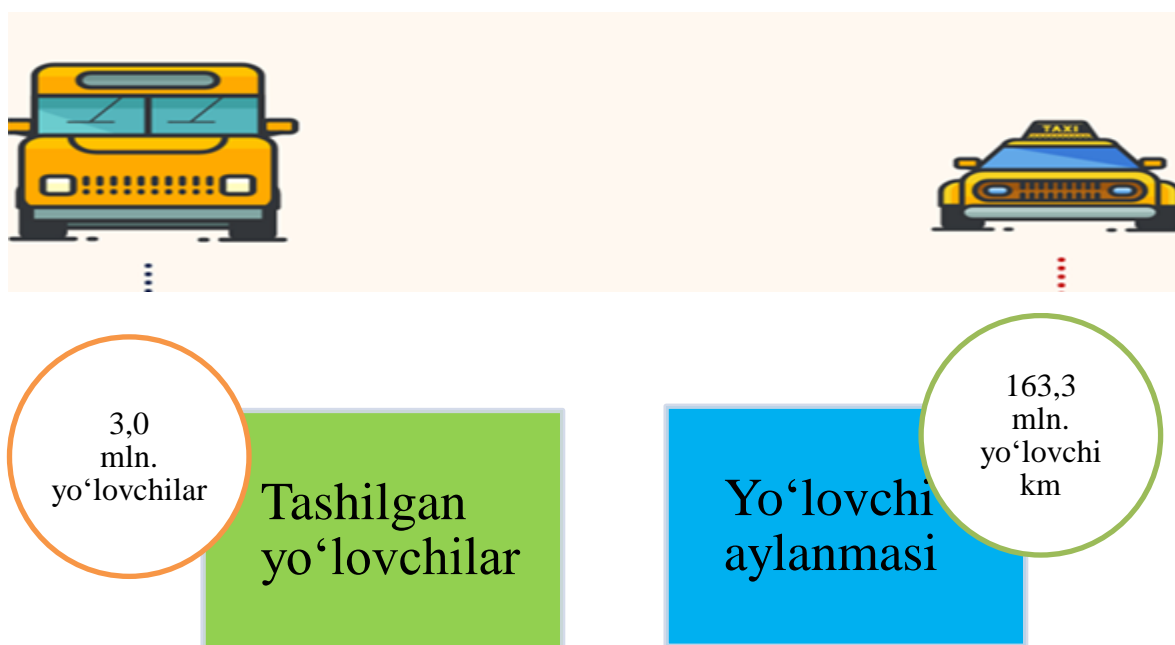 TAXI
3,0
mln.
yo‘lovchilar
Tashilgan
yo‘lovchilar
163,3
mln.
yo‘lovchi
km
Yo‘lovchi
aylanmasi